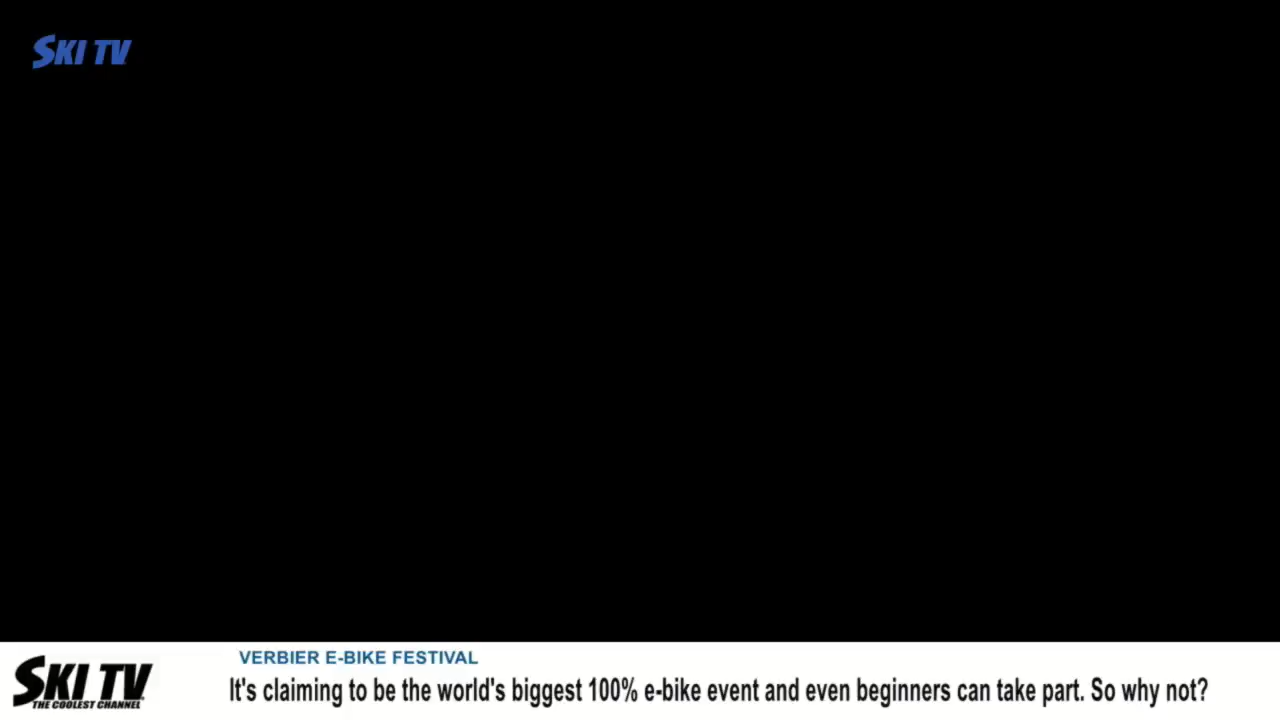 SKI TV
VERBIER E-BIKE FESTIVAL
It's claiming to be the world's biggest 100% e-bike event and even beginners can take part. So why not?
SKI TV
THE COOLEST CHANNEL